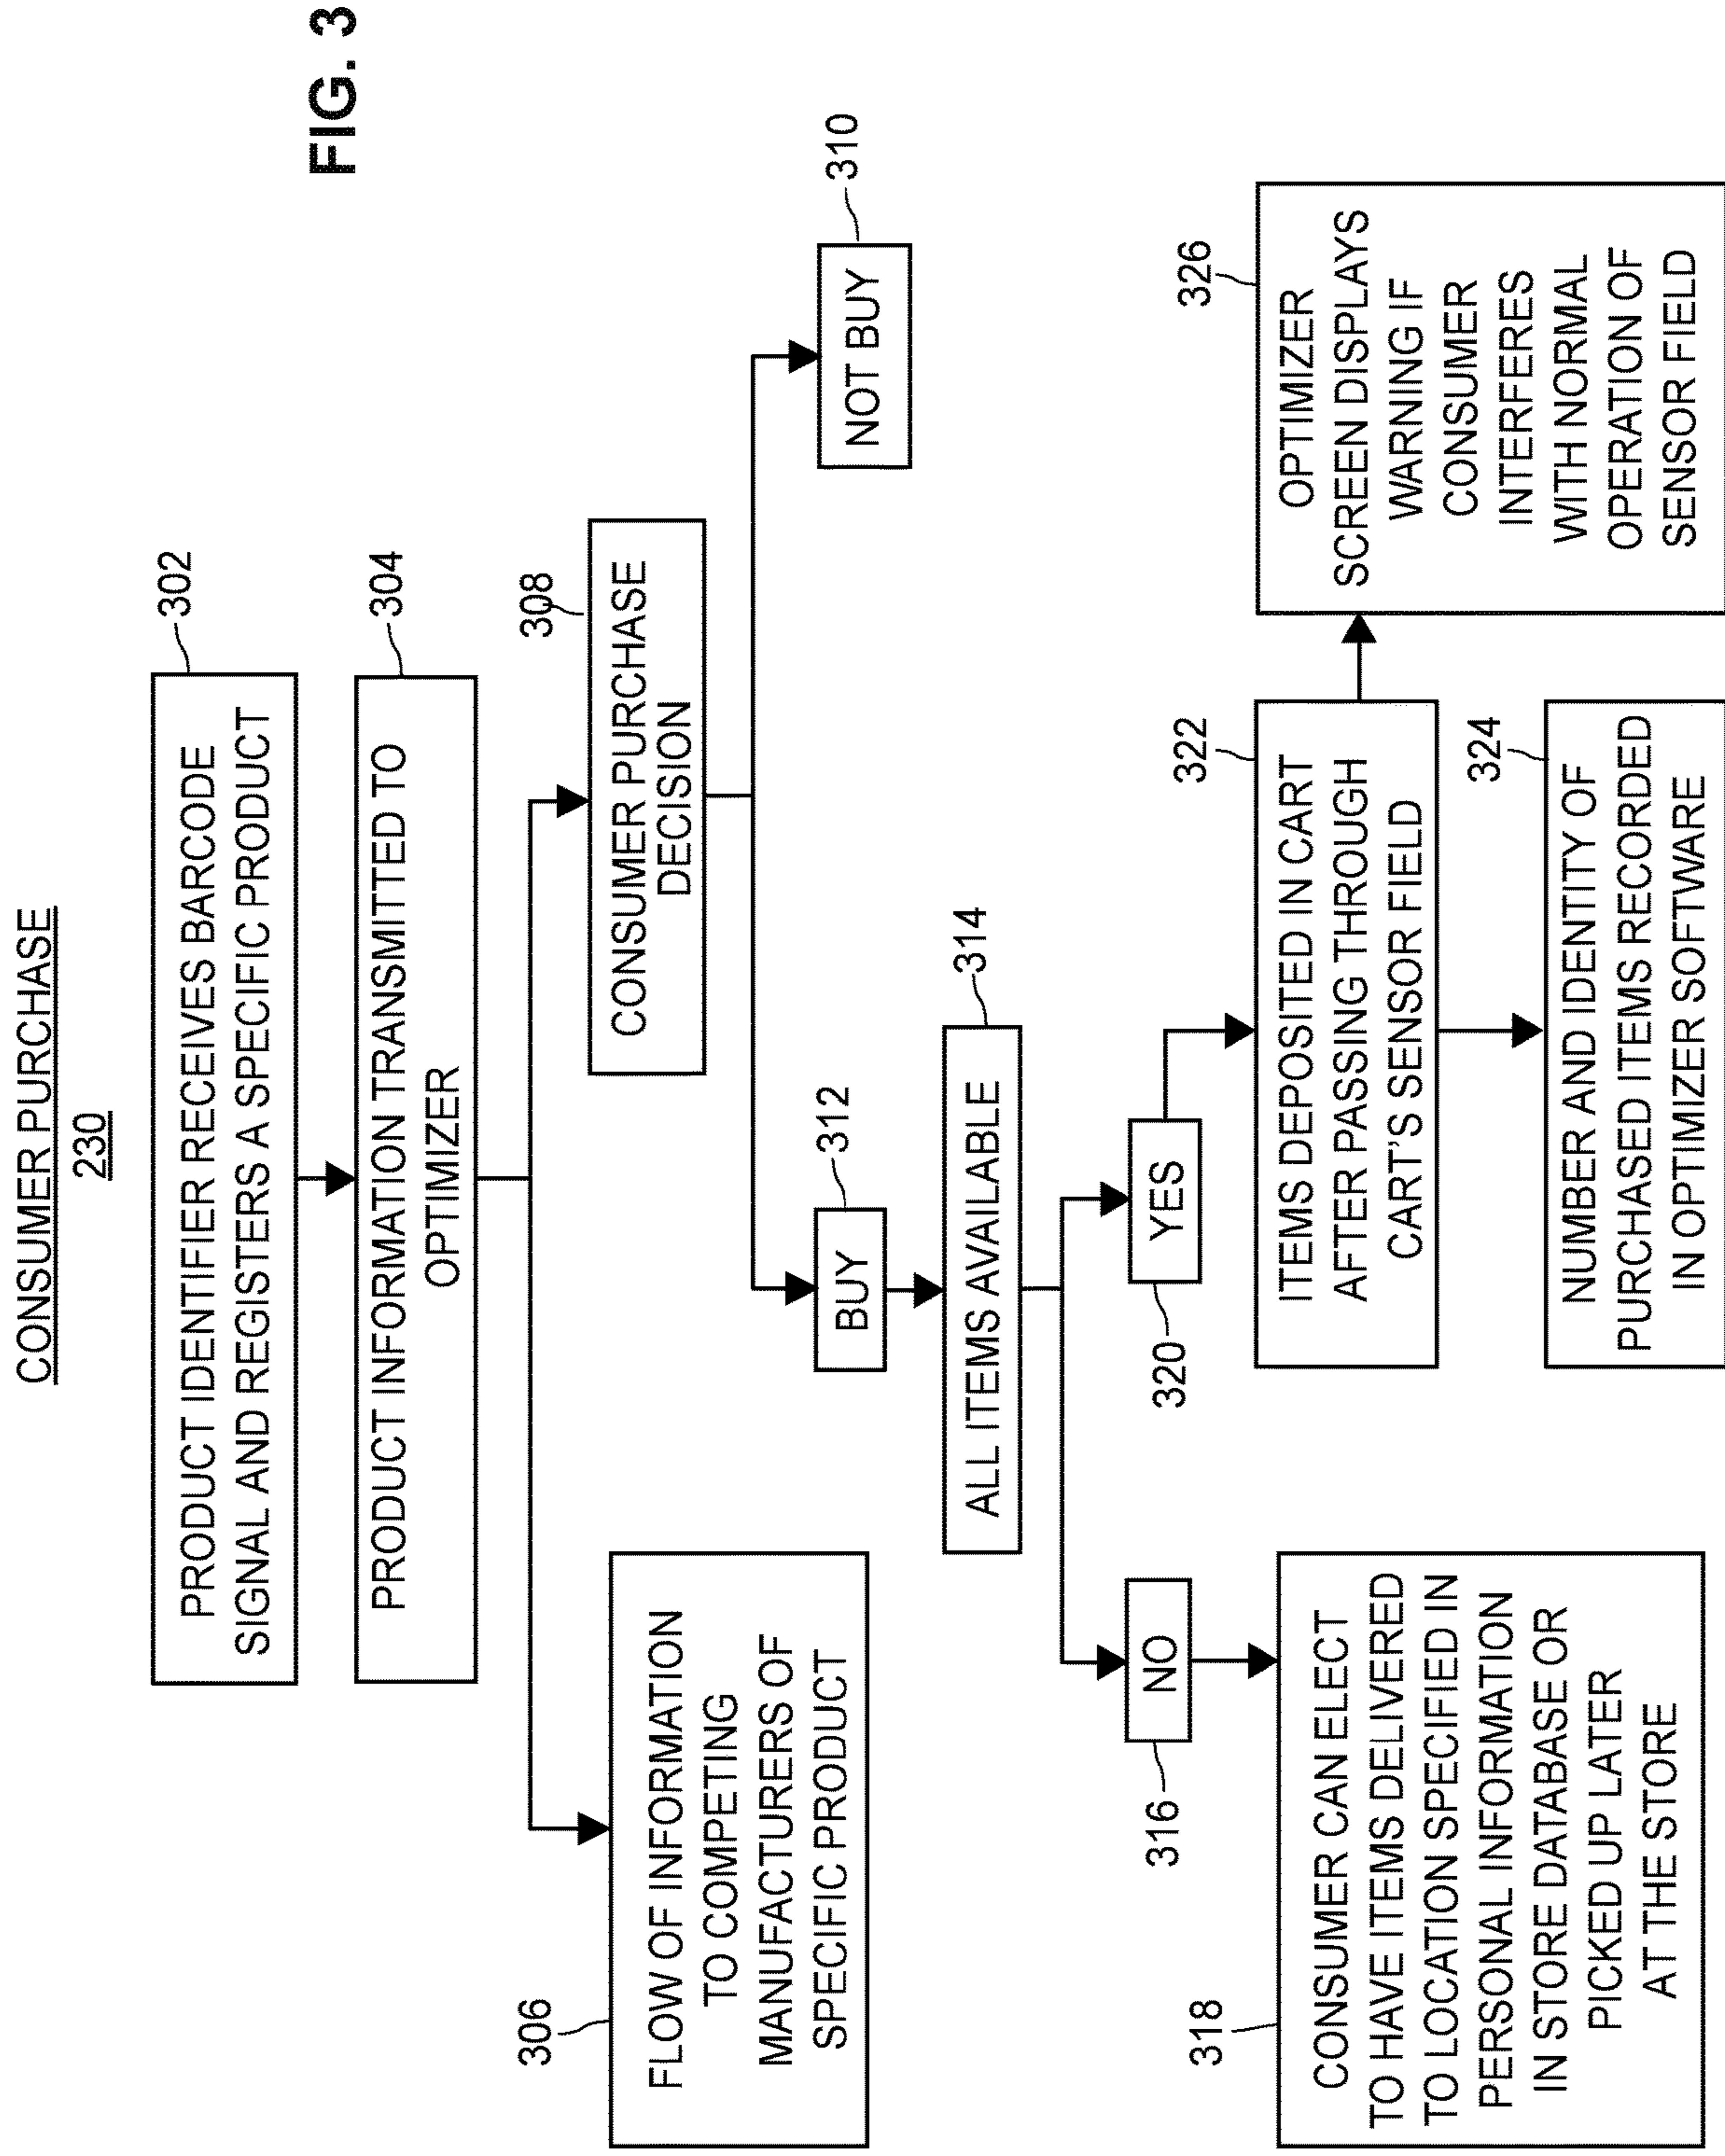 CONSUMER PURCHASE
230
FIG. 3
302
PRODUCT IDENTIFIER RECEIVES BARCODE
SIGNAL AND REGISTERS A SPECIFIC PRODUCT
304
PRODUCT INFORMATION TRANSMITTED TO
OPTIMIZER
306
FLOW OF INFORMATION
TO COMPETING
MANUFACTURERS OF
SPECIFIC PRODUCT
308
CONSUMER PURCHASE
DECISION
310
NOT BUY
312
BUY
314
ALL ITEMS AVAILABLE
316
NO
318
CONSUMER CAN ELECT
TO HAVE ITEMS DELIVERED
TO LOCATION SPECIFIED IN
PERSONAL INFORMATION
IN STORE DATABASE OR
PICKED UP LATER
AT THE STORE
320
YES
322
ITEMS DEPOSITED IN CART
AFTER PASSING THROUGH
CART'S SENSOR FIELD
324
NUMBER AND IDENTITY OF
PURCHASED ITEMS RECORDED
IN OPTIMIZER SOFTWARE
326
OPTIMIZER
SCREEN DISPLAYS
WARNING IF
CONSUMER
INTERFERES
WITH NORMAL
OPERATION OF
SENSOR FIELD